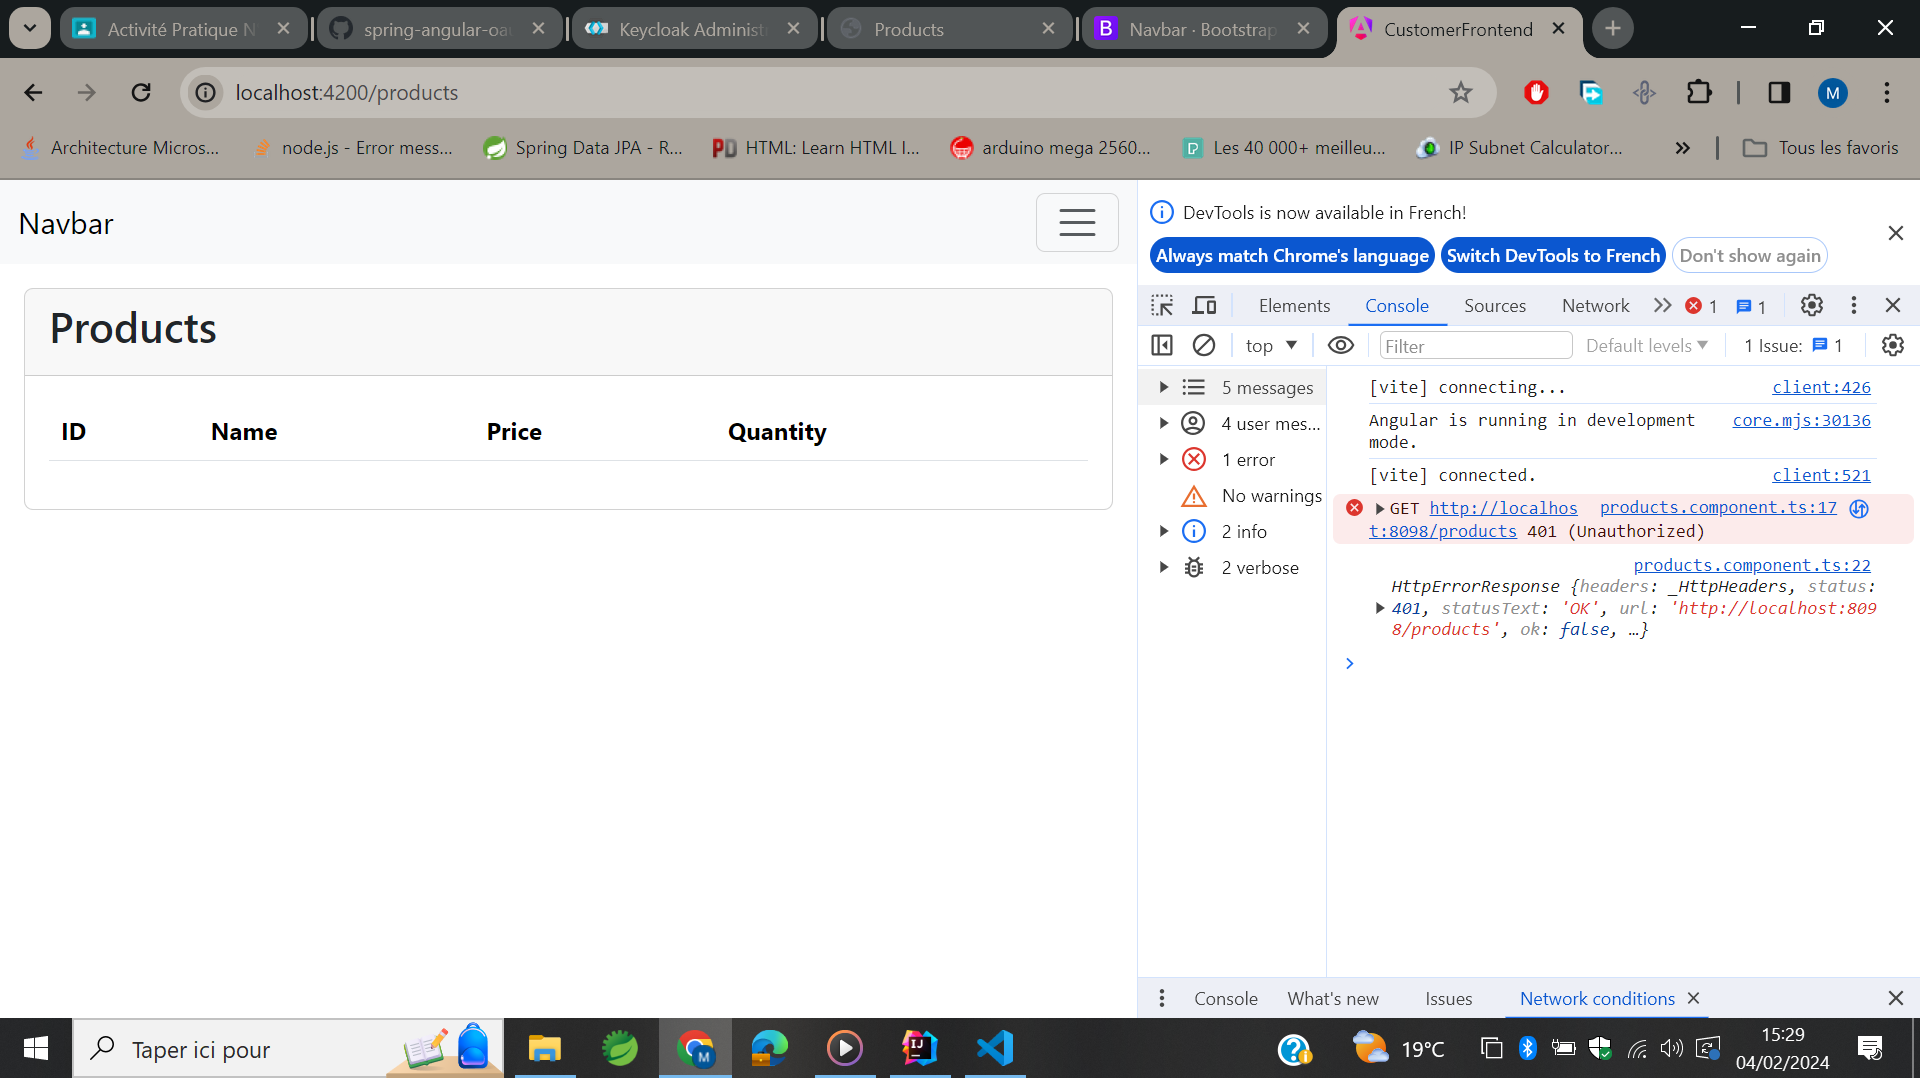 Activité Pratique N
spring-angular-oau
Keycloak Administ
Products
Navbar · Bootstrap
CustomerFrontend
localhost:4200/products
M
Architecture Micros...
node.js - Error mess...
Spring Data JPA - R...
HTML: Learn HTML I...
arduino mega 2560...
Les 40 000+ meilleu...
IP Subnet Calculator...
Tous les favoris
Navbar
Products
ID Name Price Quantity
DevTools is now available in French!
Always match Chrome's language
Switch DevTools to French
Don't show again
Elements
Console
Sources
Network
1
1
top
Filter
Default levels
1 Issue:
1
5 messages
4 user mes...
1 error
No warnings
2 info
2 verbose
[vite] connecting... client:426
Angular is running in development core.mjs:30136
mode.
[vite] connected. client:521
GET http://localhos products.component.ts:17
t:8098/products 401 (Unauthorized)
products.component.ts:22
HttpErrorResponse {headers: _HttpHeaders, status:
401, statusText: 'OK', url: 'http://localhost:809
8/products', ok: false, …}
Console
What's new
Issues
Network conditions
Taper ici pour
19°C
15:29
04/02/2024